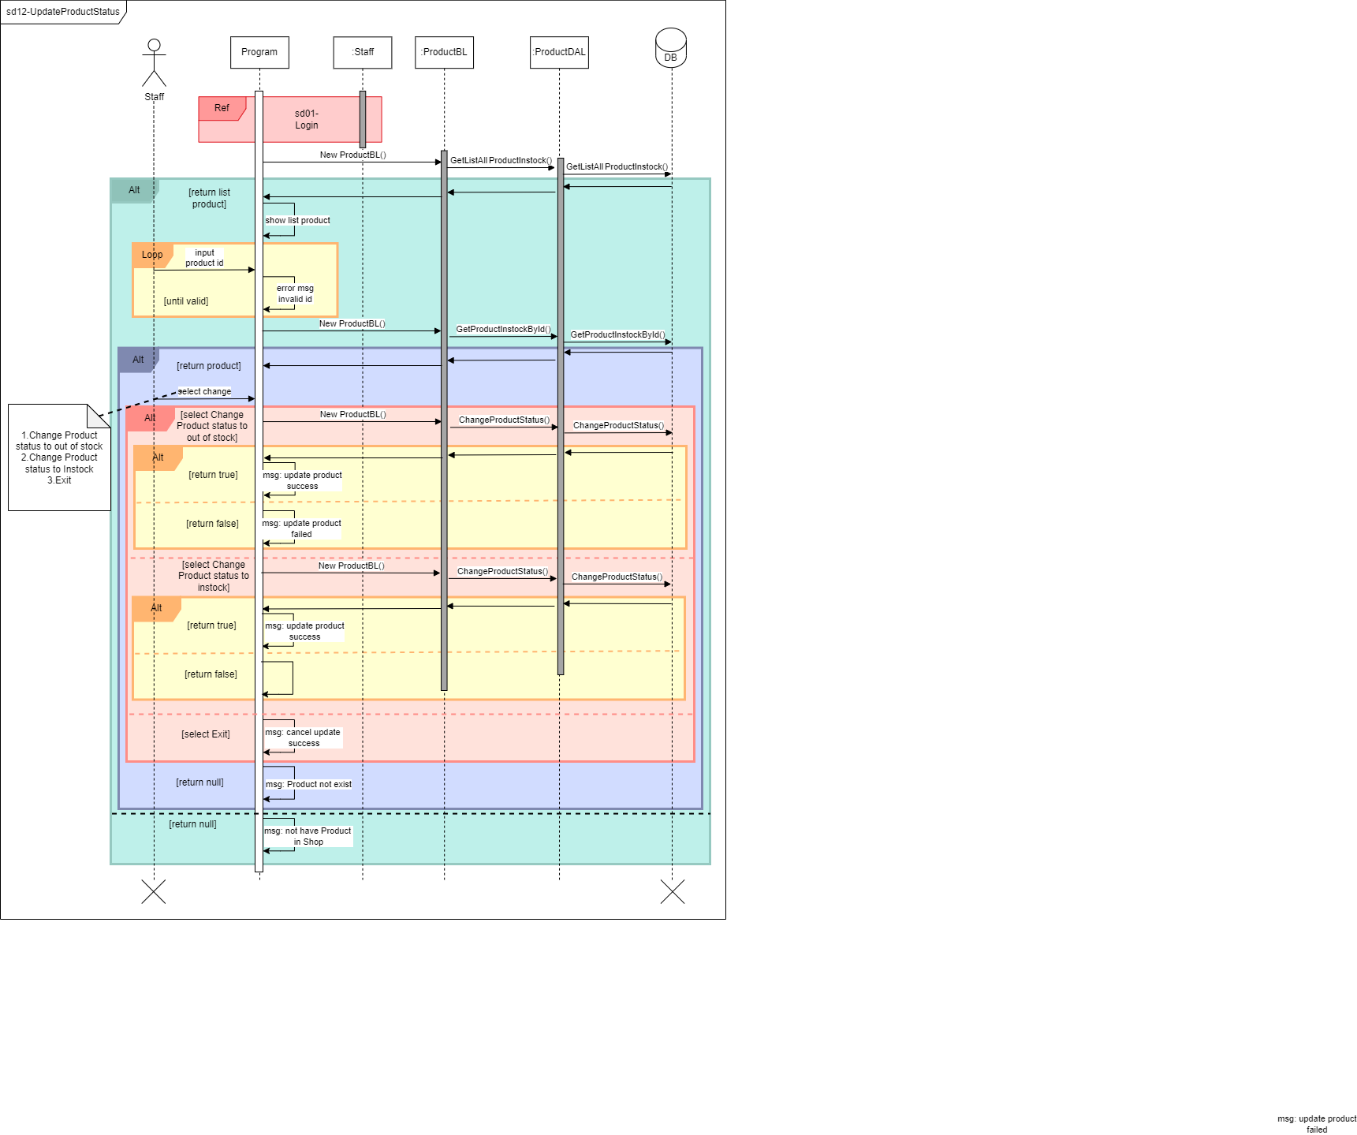 sd12-UpdateProductStatus
Program
:Staff
:ProductBL
:ProductDAL
DB
Staff
Ref
sd01-
Login
New ProductBL()
GetListAll ProductInstock()
GetListAll ProductInstock()
Alt
[return list
product]
show list product
Loop
input
product id
error msg
invalid id
[until valid]
New ProductBL()
GetProductInstockById()
GetProductInstockById()
Alt
[return product]
select change
1.Change Product
status to out of stock
2.Change Product
status to Instock
3.Exit
Alt
[select Change
Product status to
out of stock]
New ProductBL()
ChangeProductStatus()
ChangeProductStatus()
Alt
[return true]
msg: update product
success
[return false]
msg: update product
failed
[select Change
Product status to
instock]
New ProductBL()
ChangeProductStatus()
ChangeProductStatus()
Alt
[return true]
msg: update product
success
[return false]
[select Exit]
msg: cancel update
success
[return null]
msg: Product not exist
[return null]
msg: not have Product
in Shop
msg: update product
failed